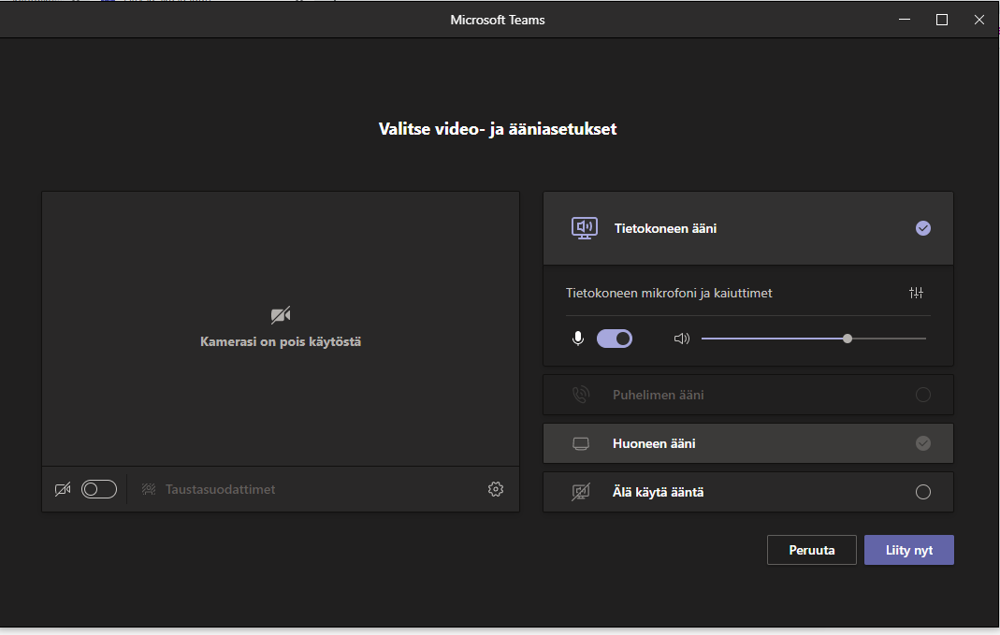 Microsoft Teams
Valitse video- ja ääniasetukset
Kamerasi on pois käytöstä
Taustasuodattimet
Tietokoneen ääni
Tietokoneen mikrofoni ja kaiuttimet
Puhelimen ääni
Huoneen ääni
Älä käytä ääntä
Peruuta
Liity nyt